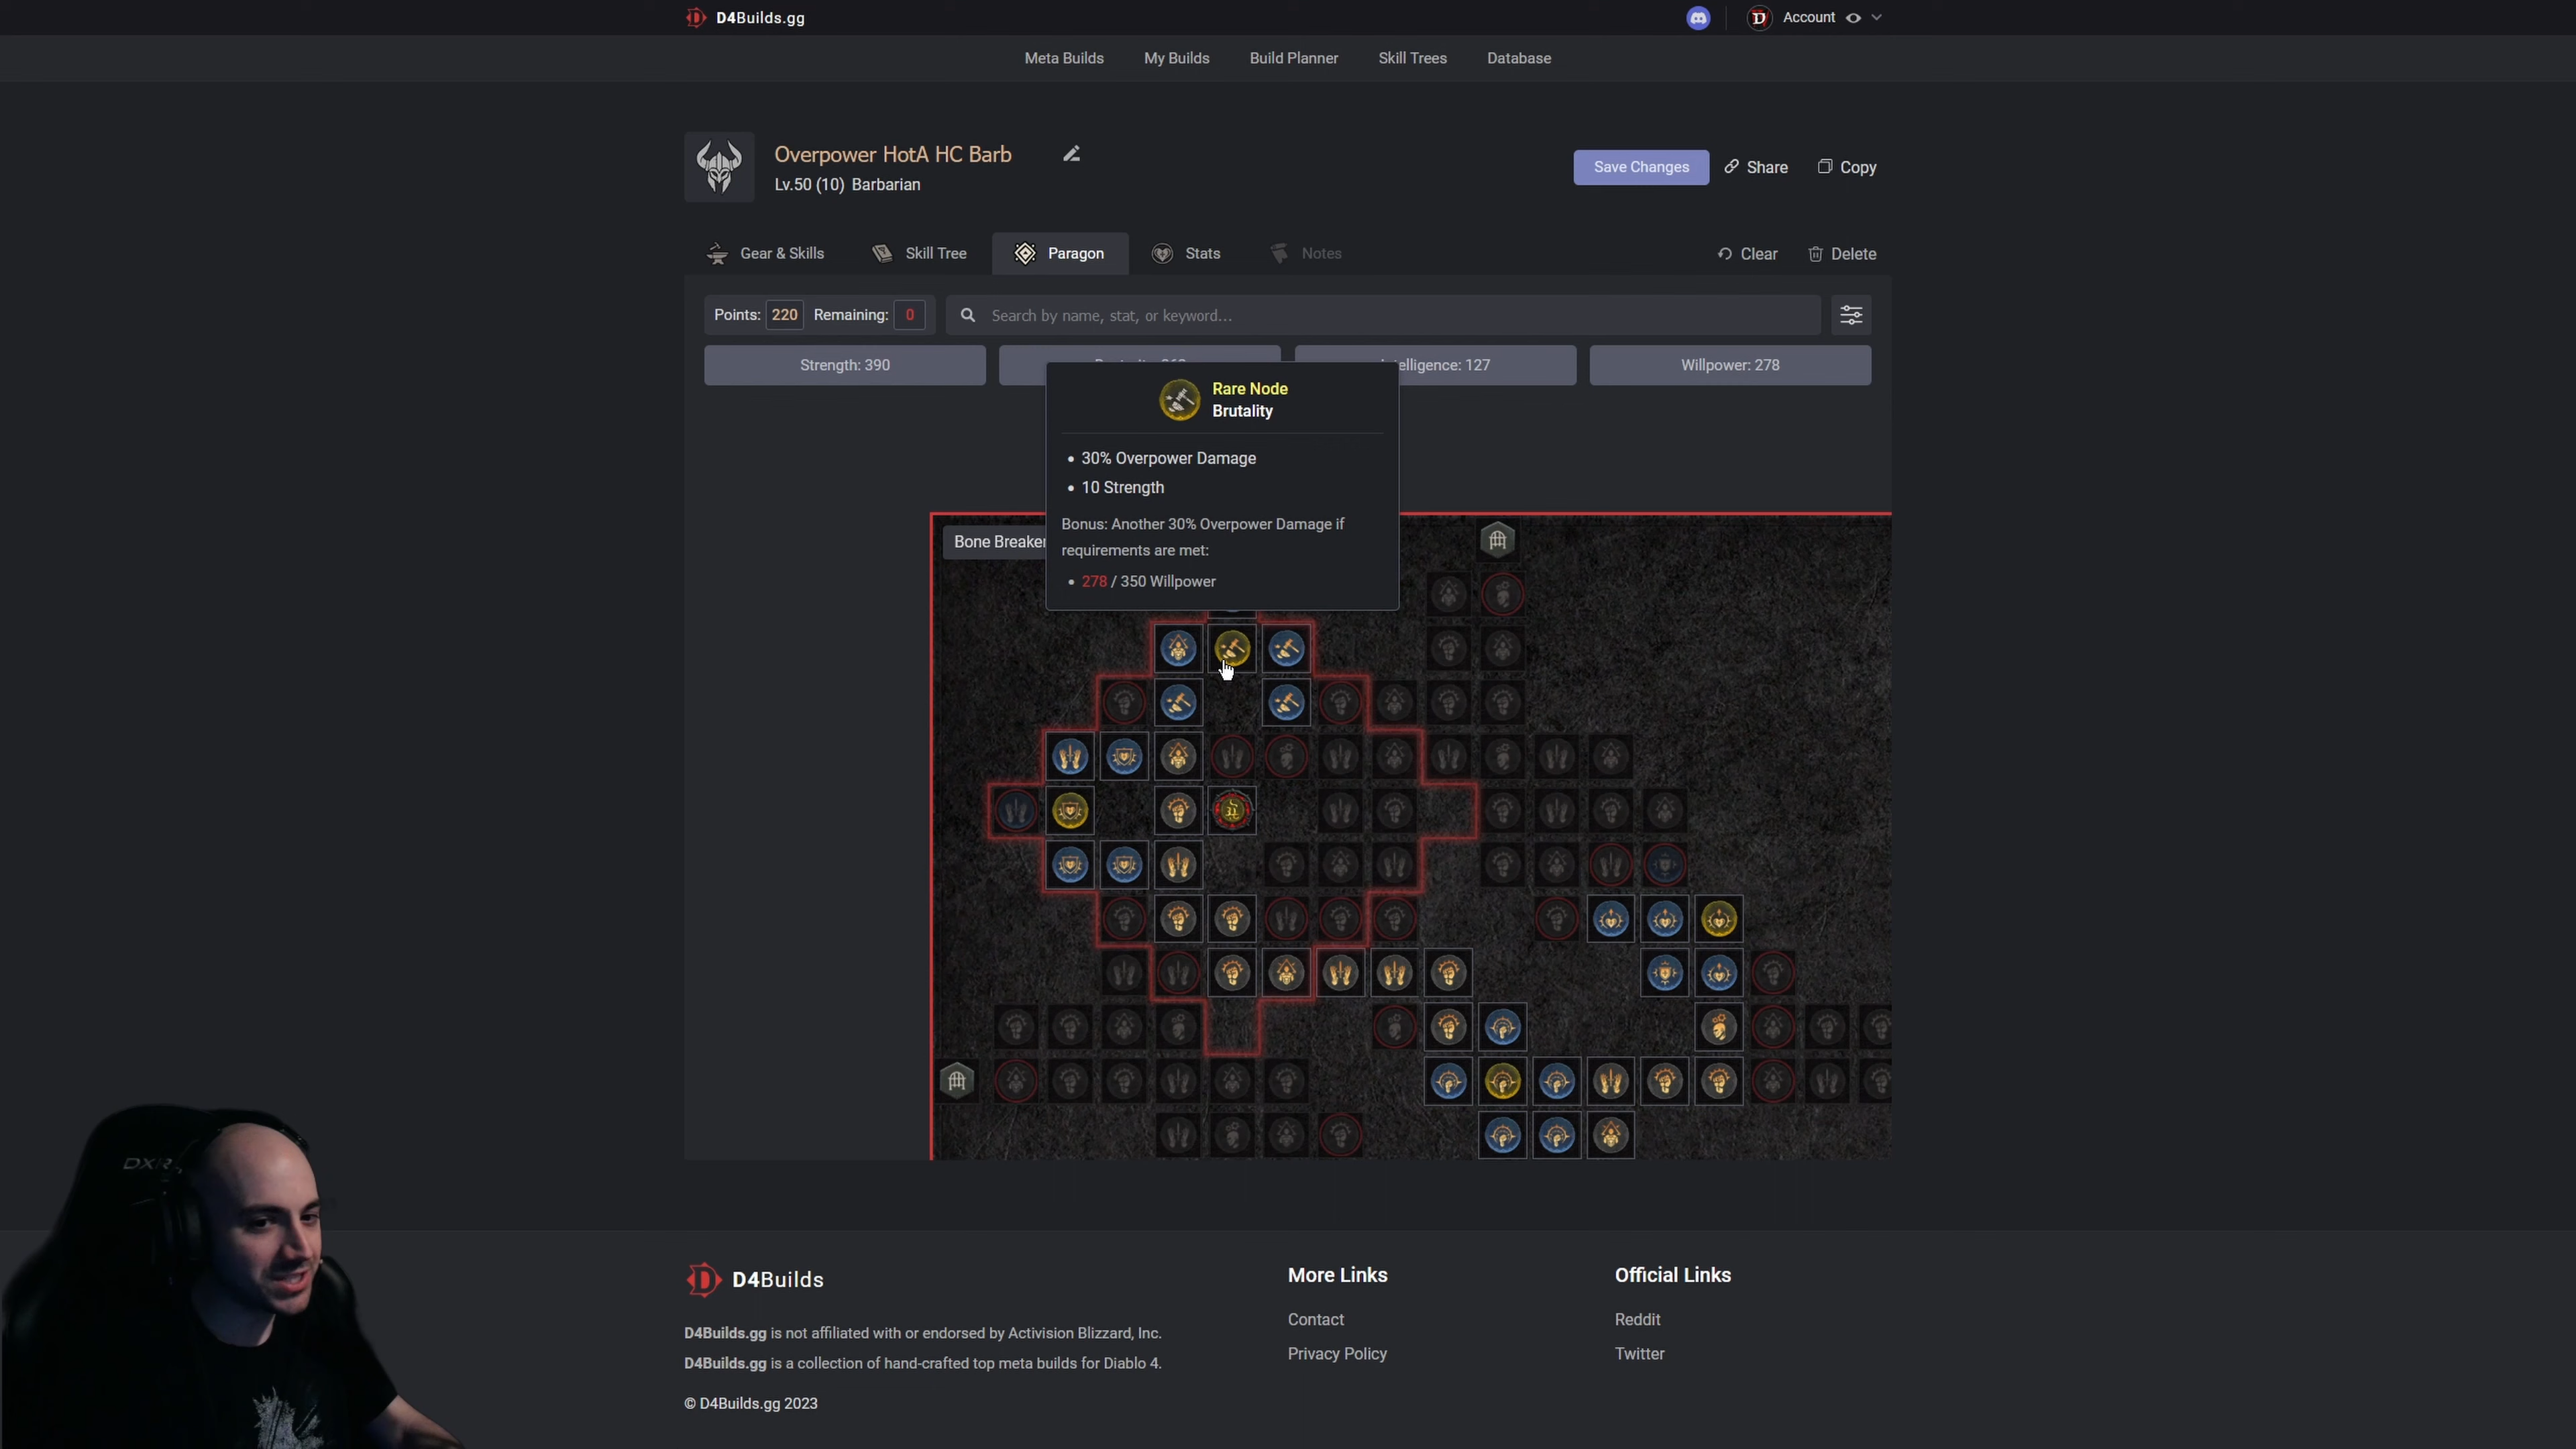 D4Builds.gg
Account
Meta Builds My Builds Build Planner Skill Trees Database
Overpower HotA HC Barb
Lv.50 (10) Barbarian
Save Changes Share Copy
Gear & Skills Skill Tree Paragon Stats Notes Clear Delete
Points: 220 Remaining: 0 Search by name, stat, or keyword...
Strength: 390 Intelligence: 127 Willpower: 278
Rare Node
Brutality
• 30% Overpower Damage
• 10 Strength
Bonus: Another 30% Overpower Damage if
requirements are met:
• 278 / 350 Willpower
Bone Breaker
D4Builds
D4Builds.gg is not affiliated with or endorsed by Activision Blizzard, Inc.
D4Builds.gg is a collection of hand-crafted top meta builds for Diablo 4.
© D4Builds.gg 2023
More Links
Contact
Privacy Policy
Official Links
Reddit
Twitter